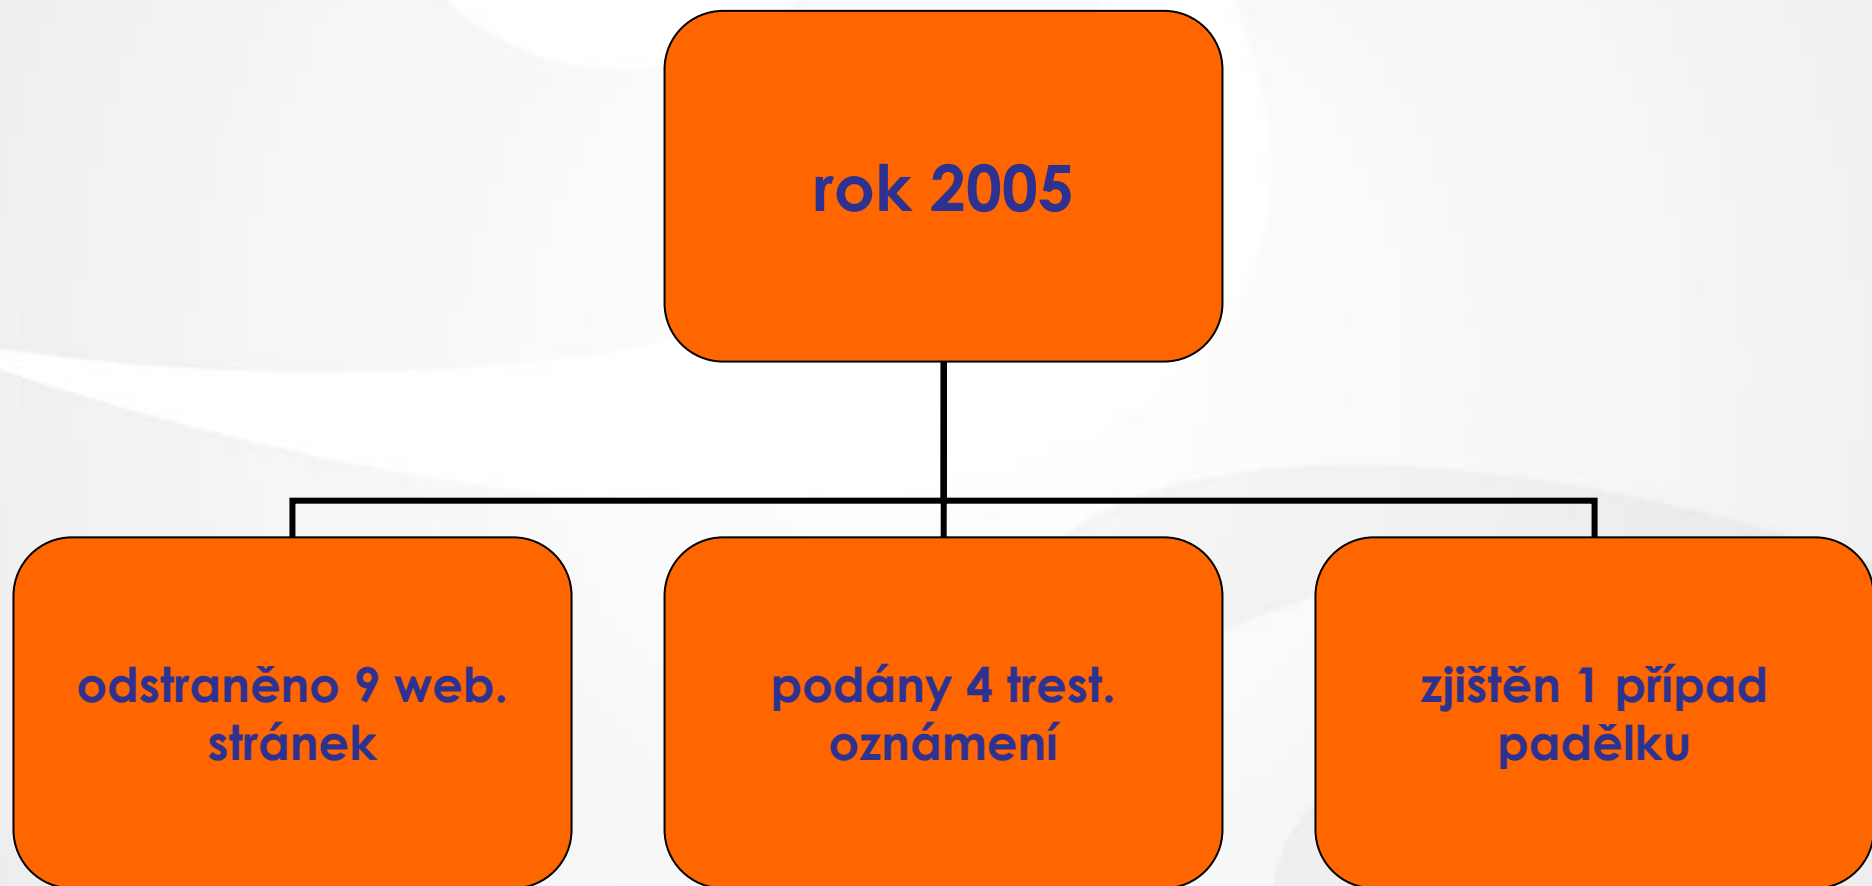 rok 2005
odstraněno 9 web.
stránek
podány 4 trest.
oznámení
zjištěn 1 případ
padělku